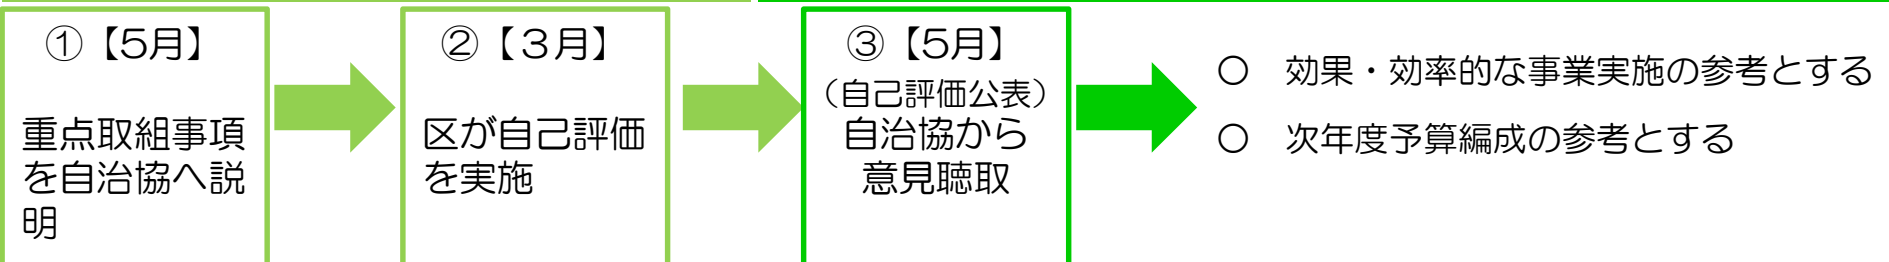 ①【5月】
重点取組事項
を自治協へ説
明
②【３月】
区が自己評価
を実施
③【5月】
（自己評価公表）
自治協から
意見聴取
○　効果・効率的な事業実施の参考とする
○　次年度予算編成の参考とする